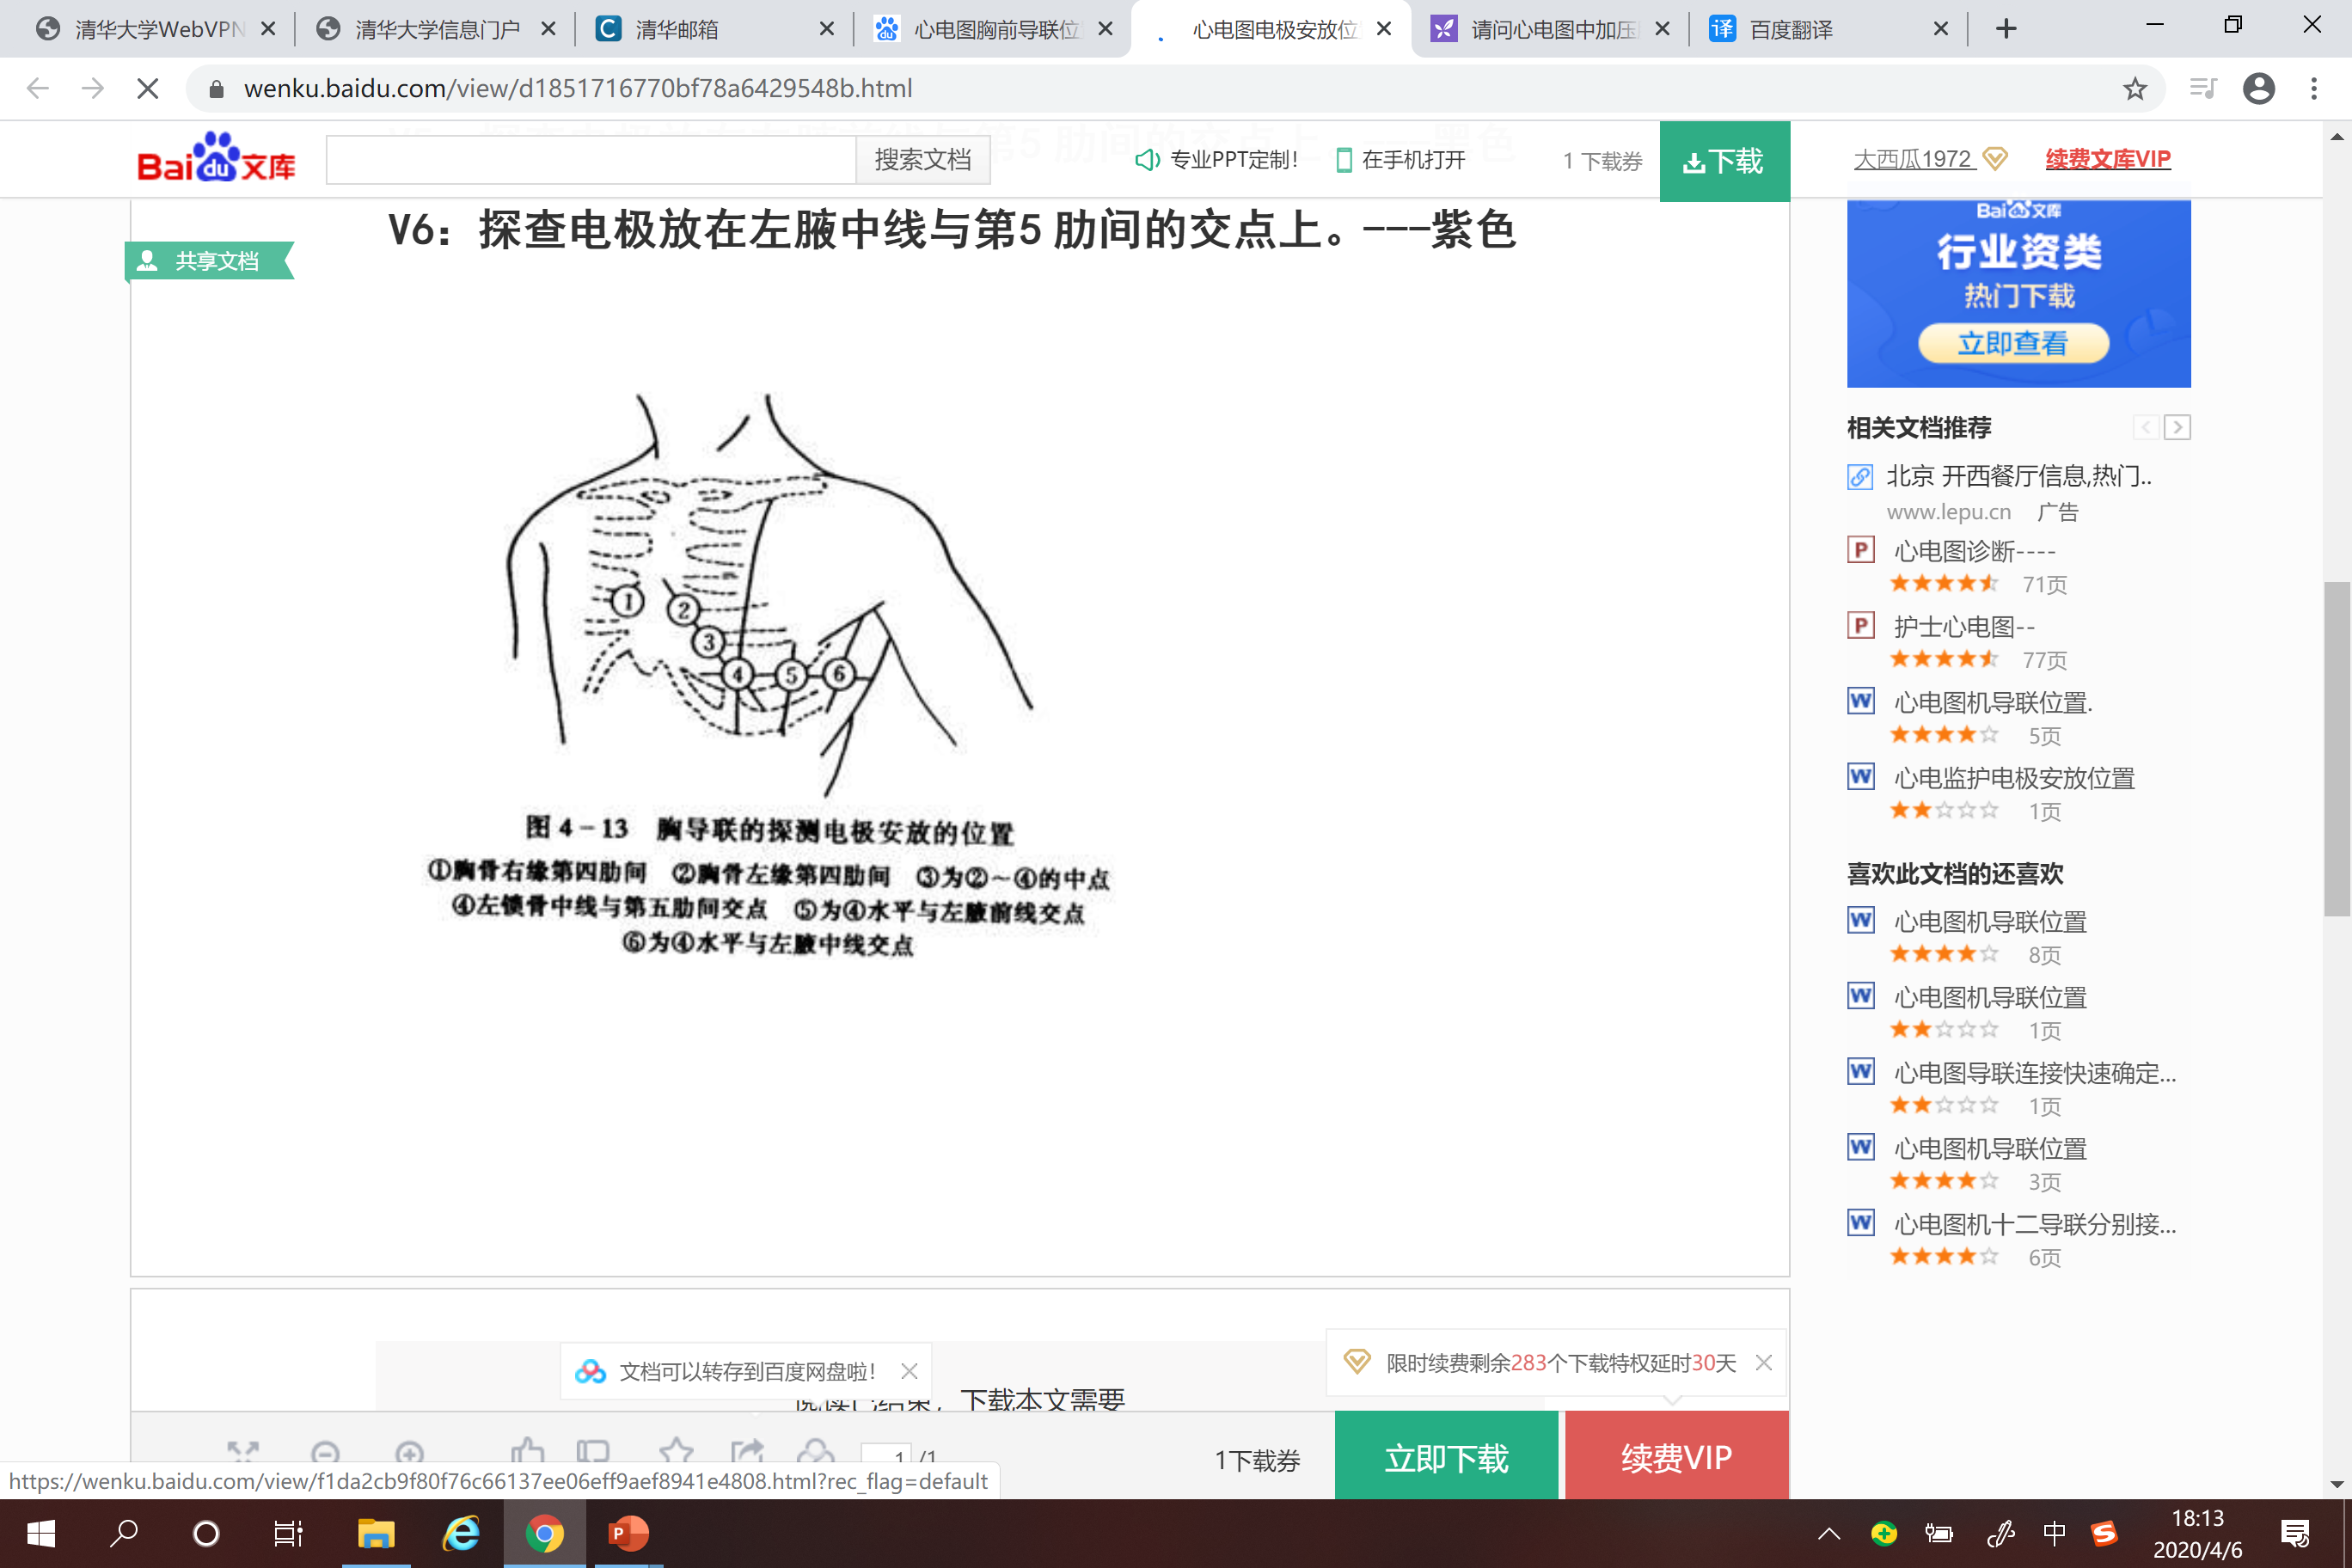 清华大学WebVPN
清华大学信息门户
清华邮箱
心电图胸前导联位
心电图电极安放位
请问心电图中加压
百度翻译
wenku.baidu.com/view/d1851716770bf78a6429548b.html
Bai du 文库
搜索文档
专业PPT定制!
在手机打开
1 下载券
下载
大西瓜1972
续费文库VIP
V6：探查电极放在左腋中线与第5 肋间的交点上。---紫色
共享文档
Bai文库
行业资类
热门下载
立即查看
① ② ③ ④ ⑤ ⑥
图 4-13 胸导联的探测电极安放的位置
①胸骨右缘第四肋间 ②胸骨左缘第四肋间 ③为②～④的中点
④左锁骨中线与第五肋间交点 ⑤为④水平与左腋前线交点
⑥为④水平与左腋中线交点
相关文档推荐
北京 开西餐厅信息,热门..
www.lepu.cn 广告
心电图诊断----
71页
护士心电图--
77页
心电图机导联位置.
5页
心电监护电极安放位置
1页
喜欢此文档的还喜欢
心电图机导联位置
8页
心电图机导联位置
1页
心电图导联连接快速确定...
1页
心电图机导联位置
3页
心电图机十二导联分别接...
6页
文档可以转存到百度网盘啦!
限时续费剩余283个下载特权延时30天
阅读已结束，下载本文需要
1 /1
1下载券
立即下载
续费VIP
https://wenku.baidu.com/view/f1da2cb9f80f76c66137ee06eff9aef8941e4808.html?rec_flag=default
中
18:13
2020/4/6